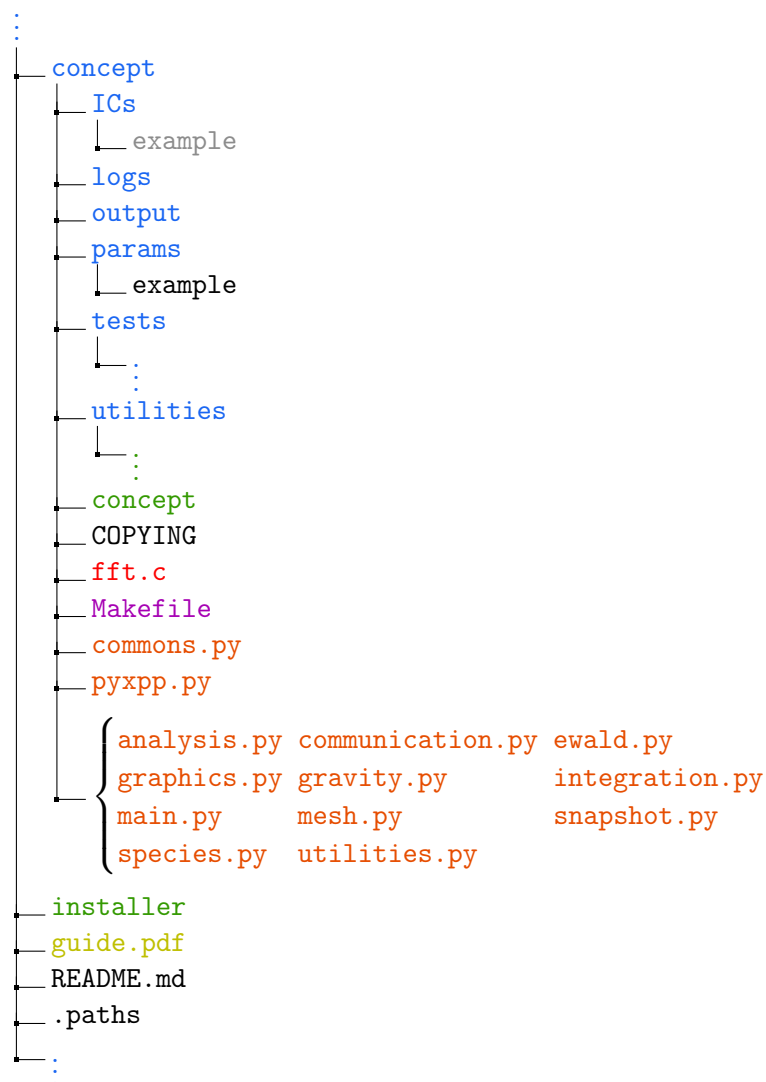 concept
ICs
example
logs
output
params
example
tests
utilities
concept
COPYING
fft.c
Makefile
commons.py
pyxpp.py
analysis.py communication.py ewald.py
graphics.py gravity.py integration.py
main.py mesh.py snapshot.py
species.py utilities.py
installer
guide.pdf
README.md
.paths